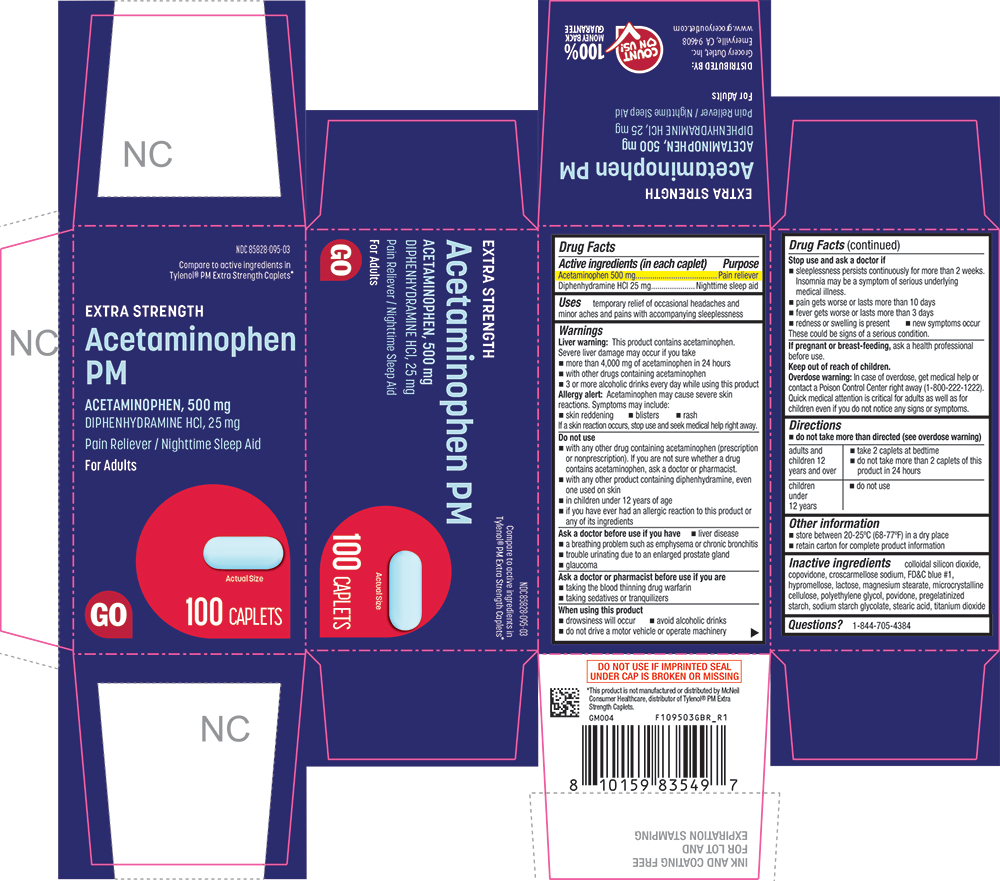 NC
NC
NDC 85828-095-03
Compare to active ingredients in
Tylenol® PM Extra Strength Caplets*
EXTRA STRENGTH
Acetaminophen
PM
ACETAMINOPHEN, 500 mg
DIPHENHYDRAMINE HCl, 25 mg
Pain Reliever / Nighttime Sleep Aid
For Adults
Actual Size
GO
100 CAPLETS
NC
GO
EXTRA STRENGTH
Acetaminophen PM
ACETAMINOPHEN, 500 mg
DIPHENHYDRAMINE HCl, 25 mg
Pain Reliever / Nighttime Sleep Aid
For Adults
NDC 85828-095-03
Compare to active ingredients in
Tylenol® PM Extra Strength Caplets*
Actual Size
100 CAPLETS
EXTRA STRENGTH
Acetaminophen PM
ACETAMINOPHEN, 500 mg
DIPHENHYDRAMINE HCl, 25 mg
Pain Reliever / Nighttime Sleep Aid
For Adults
DISTRIBUTED BY:
Grocery Outlet, Inc.
Emeryville, CA 94608
www.groceryoutlet.com
COUNT
ON US!
100%
MONEY BACK
GUARANTEE
Drug Facts
Active ingredients (in each caplet) Purpose
Acetaminophen 500 mg.................................Pain reliever
Diphenhydramine HCl 25 mg..................Nighttime sleep aid
Uses temporary relief of occasional headaches and
minor aches and pains with accompanying sleeplessness
Warnings
Liver warning: This product contains acetaminophen.
Severe liver damage may occur if you take
■ more than 4,000 mg of acetaminophen in 24 hours
■ with other drugs containing acetaminophen
■ 3 or more alcoholic drinks every day while using this product
Allergy alert: Acetaminophen may cause severe skin
reactions. Symptoms may include:
■ skin reddening ■ blisters ■ rash
If a skin reaction occurs, stop use and seek medical help right away.
Do not use
■ with any other drug containing acetaminophen (prescription
or nonprescription). If you are not sure whether a drug
contains acetaminophen, ask a doctor or pharmacist.
■ with any other product containing diphenhydramine, even
one used on skin
■ in children under 12 years of age
■ if you have ever had an allergic reaction to this product or
any of its ingredients
Ask a doctor before use if you have ■ liver disease
■ a breathing problem such as emphysema or chronic bronchitis
■ trouble urinating due to an enlarged prostate gland
■ glaucoma
Ask a doctor or pharmacist before use if you are
■ taking the blood thinning drug warfarin
■ taking sedatives or tranquilizers
When using this product
■ drowsiness will occur ■ avoid alcoholic drinks
■ do not drive a motor vehicle or operate machinery
DO NOT USE IF IMPRINTED SEAL
UNDER CAP IS BROKEN OR MISSING
*This product is not manufactured or distributed by McNeil
Consumer Healthcare, distributor of Tylenol® PM Extra
Strength Caplets.
GM004 F109503GBR_R1
8 10159 83549 7
INK AND COATING FREE
FOR LOT AND
EXPIRATION STAMPING
Drug Facts (continued)
Stop use and ask a doctor if
■ sleeplessness persists continuously for more than 2 weeks.
Insomnia may be a symptom of serious underlying
medical illness.
■ pain gets worse or lasts more than 10 days
■ fever gets worse or lasts more than 3 days
■ redness or swelling is present ■ new symptoms occur
These could be signs of a serious condition.
If pregnant or breast-feeding, ask a health professional
before use.
Keep out of reach of children.
Overdose warning: In case of overdose, get medical help or
contact a Poison Control Center right away (1-800-222-1222).
Quick medical attention is critical for adults as well as for
children even if you do not notice any signs or symptoms.
Directions
■ do not take more than directed (see overdose warning)
adults and ■ take 2 caplets at bedtime
children 12 ■ do not take more than 2 caplets of this
years and over product in 24 hours
children ■ do not use
under
12 years
Other information
■ store between 20-25ºC (68-77ºF) in a dry place
■ retain carton for complete product information
Inactive ingredients colloidal silicon dioxide,
copovidone, croscarmellose sodium, FD&C blue #1,
hypromellose, lactose, magnesium stearate, microcrystalline
cellulose, polyethylene glycol, povidone, pregelatinized
starch, sodium starch glycolate, stearic acid, titanium dioxide
Questions? 1-844-705-4384